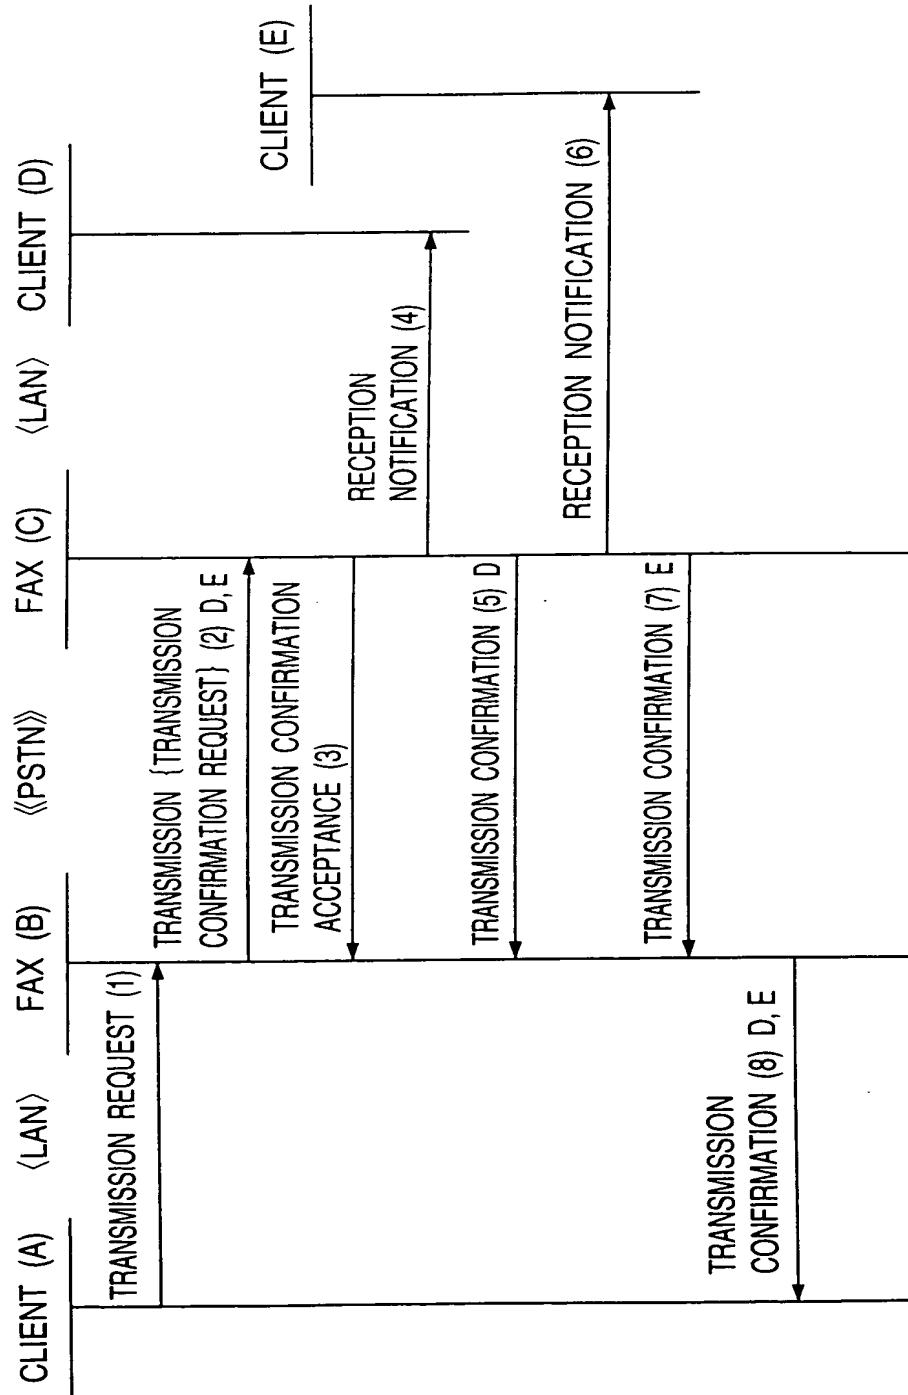 CLIENT (A)
〈LAN〉
FAX (B)
《PSTN》
FAX (C)
〈LAN〉
CLIENT (D)
CLIENT (E)
TRANSMISSION REQUEST (1)
TRANSMISSION {TRANSMISSION
CONFIRMATION REQUEST} (2) D, E
TRANSMISSION CONFIRMATION
ACCEPTANCE (3)
RECEPTION
NOTIFICATION (4)
TRANSMISSION CONFIRMATION (5) D
RECEPTION NOTIFICATION (6)
TRANSMISSION CONFIRMATION (7) E
TRANSMISSION
CONFIRMATION (8) D, E